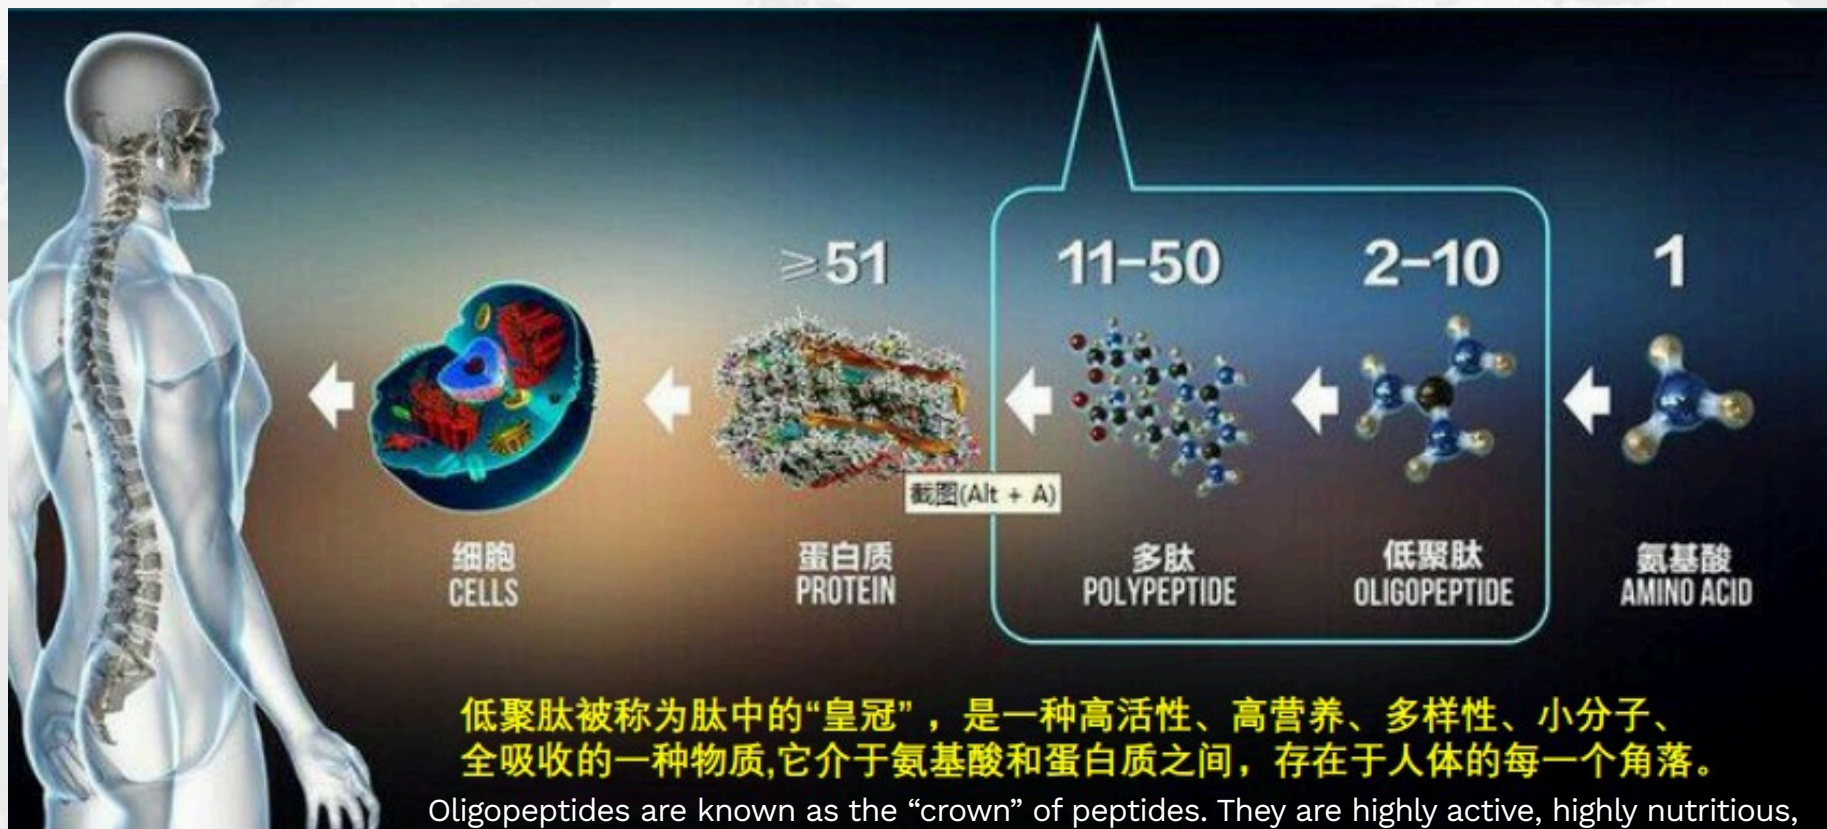 ≥51
11-50
2-10
1
截图(Alt + A)
细胞
CELLS
蛋白质
PROTEIN
多肽
POLYPEPTIDE
低聚肽
OLIGOPEPTIDE
氨基酸
AMINO ACID
低聚肽被称为肽中的“皇冠”，是一种高活性、高营养、多样性、小分子、
全吸收的一种物质,它介于氨基酸和蛋白质之间，存在于人体的每一个角落。
Oligopeptides are known as the “crown” of peptides. They are highly active, highly nutritious,